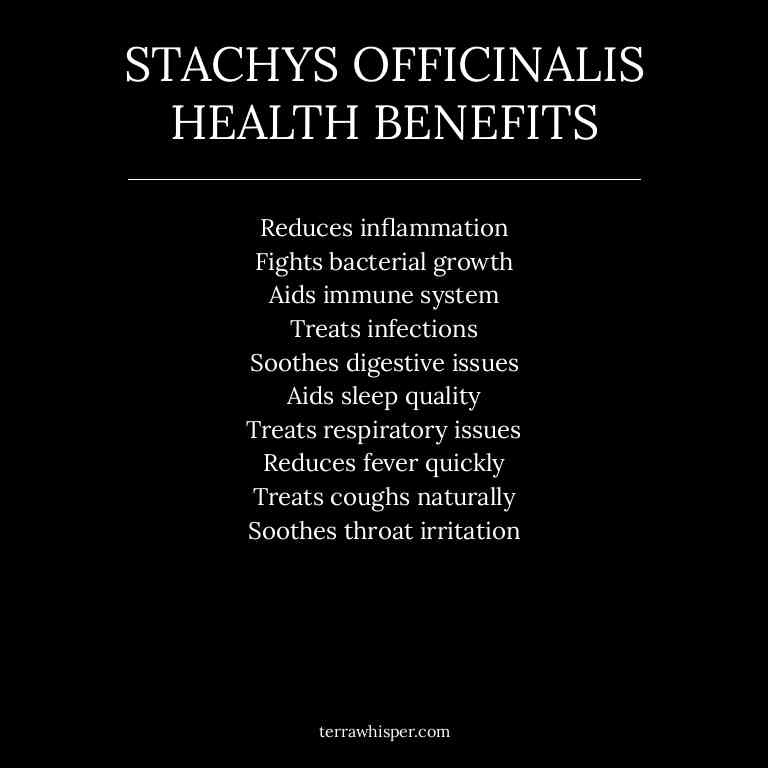 STACHYS OFFICINALIS
HEALTH BENEFITS
Reduces inflammation
Fights bacterial growth
Aids immune system
Treats infections
Soothes digestive issues
Aids sleep quality
Treats respiratory issues
Reduces fever quickly
Treats coughs naturally
Soothes throat irritation
terrawhisper.com